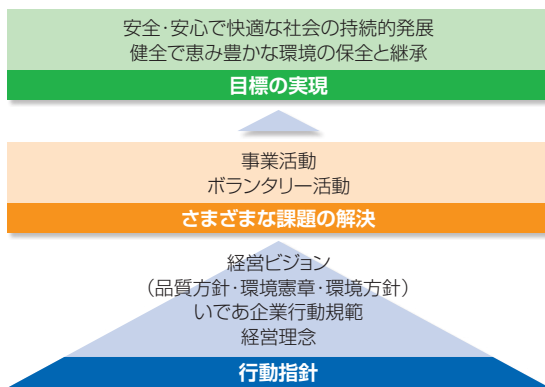 安全・安心で快適な社会の持続的発展
健全で恵み豊かな環境の保全と継承
目標の実現
事業活動
ボランタリー活動
さまざまな課題の解決
経営ビジョン
（品質方針・環境憲章・環境方針）
いであ企業行動規範
経営理念
行動指針